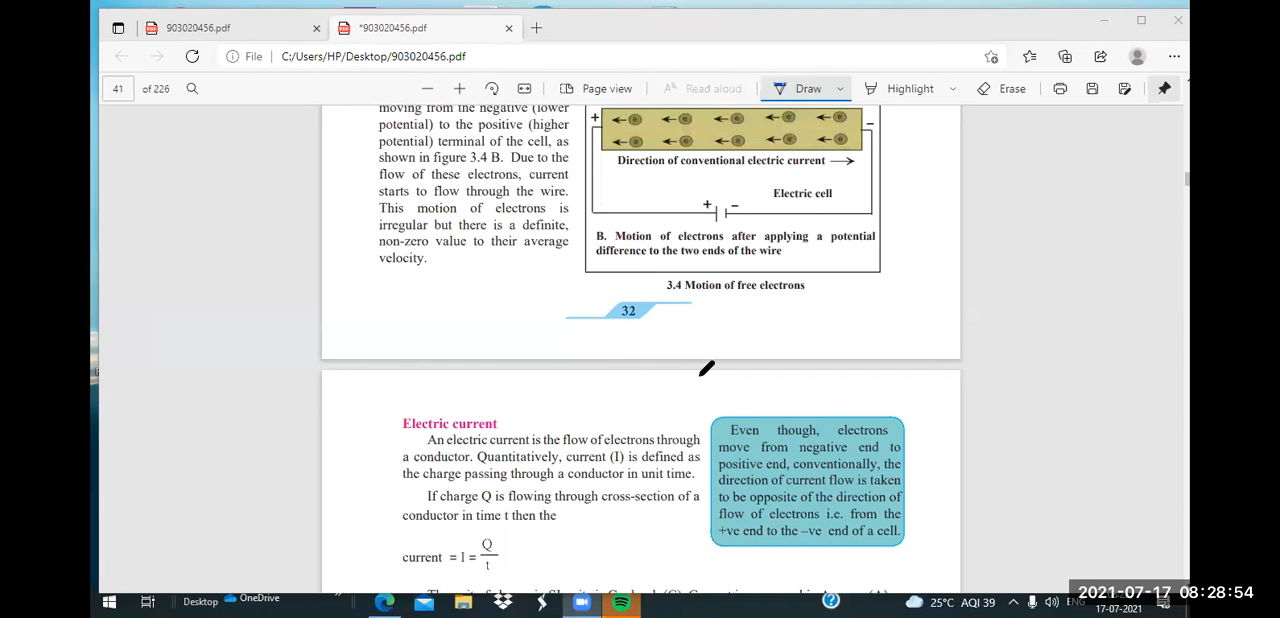 903020456.pdf
*903020456.pdf
File
C:/Users/HP/Desktop/903020456.pdf
41 of 226
Page view
Read aloud
Draw
Highlight
Erase
moving from the negative (lower
potential) to the positive (higher
potential) terminal of the cell, as
shown in figure 3.4 B. Due to the
flow of these electrons, current
starts to flow through the wire.
This motion of electrons is
irregular but there is a definite,
non-zero value to their average
velocity.
+ −
Direction of conventional electric current
Electric cell
+ −
B. Motion of electrons after applying a potential
difference to the two ends of the wire
3.4 Motion of free electrons
32
Electric current
An electric current is the flow of electrons through
a conductor. Quantitatively, current (I) is defined as
the charge passing through a conductor in unit time.
If charge Q is flowing through cross-section of a
conductor in time t then the
current = I = Q
t
Even though, electrons
move from negative end to
positive end, conventionally, the
direction of current flow is taken
to be opposite of the direction of
flow of electrons i.e. from the
+ve end to the –ve end of a cell.
Desktop
OneDrive
25°C AQI 39
ENG
17-07-2021
2021-07-17 08:28:54